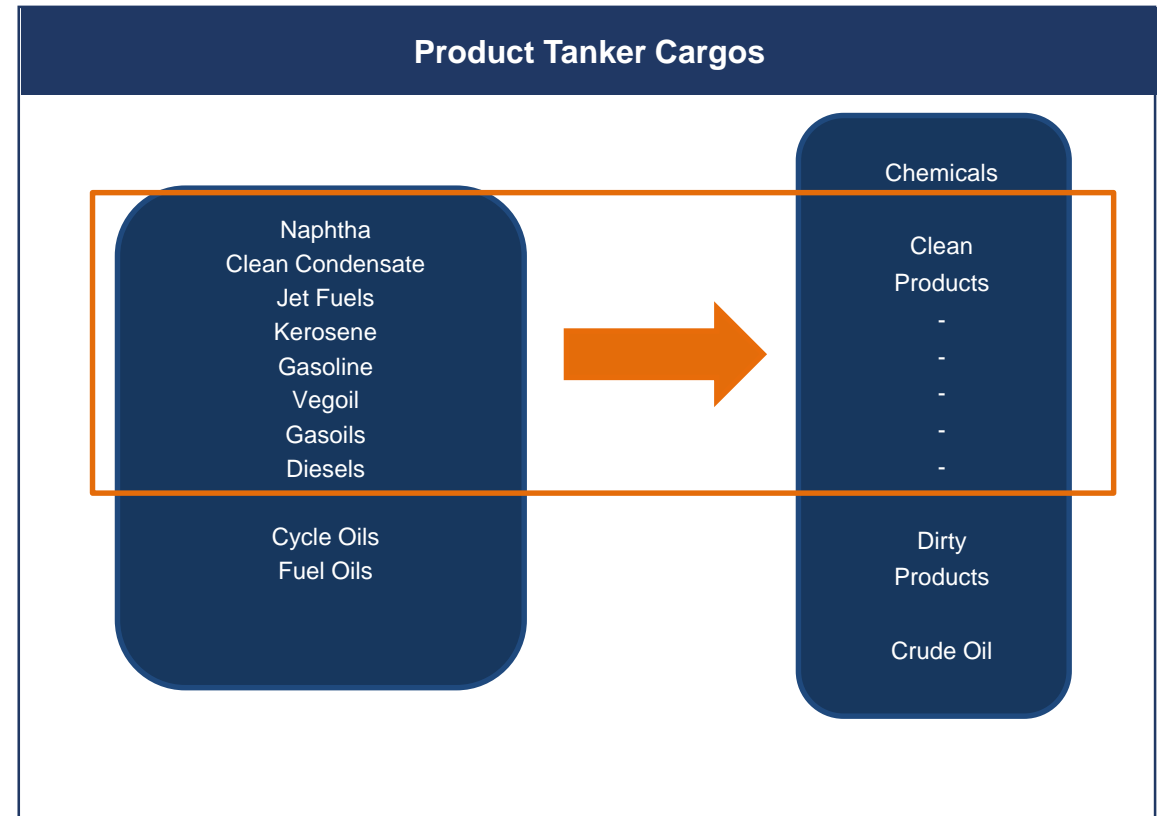 Product Tanker Cargos
Naphtha
Clean Condensate
Jet Fuels
Kerosene
Gasoline
Vegoil
Gasoils
Diesels
Cycle Oils
Fuel Oils
Chemicals
Clean
Products
-
-
-
-
-
Dirty
Products
Crude Oil